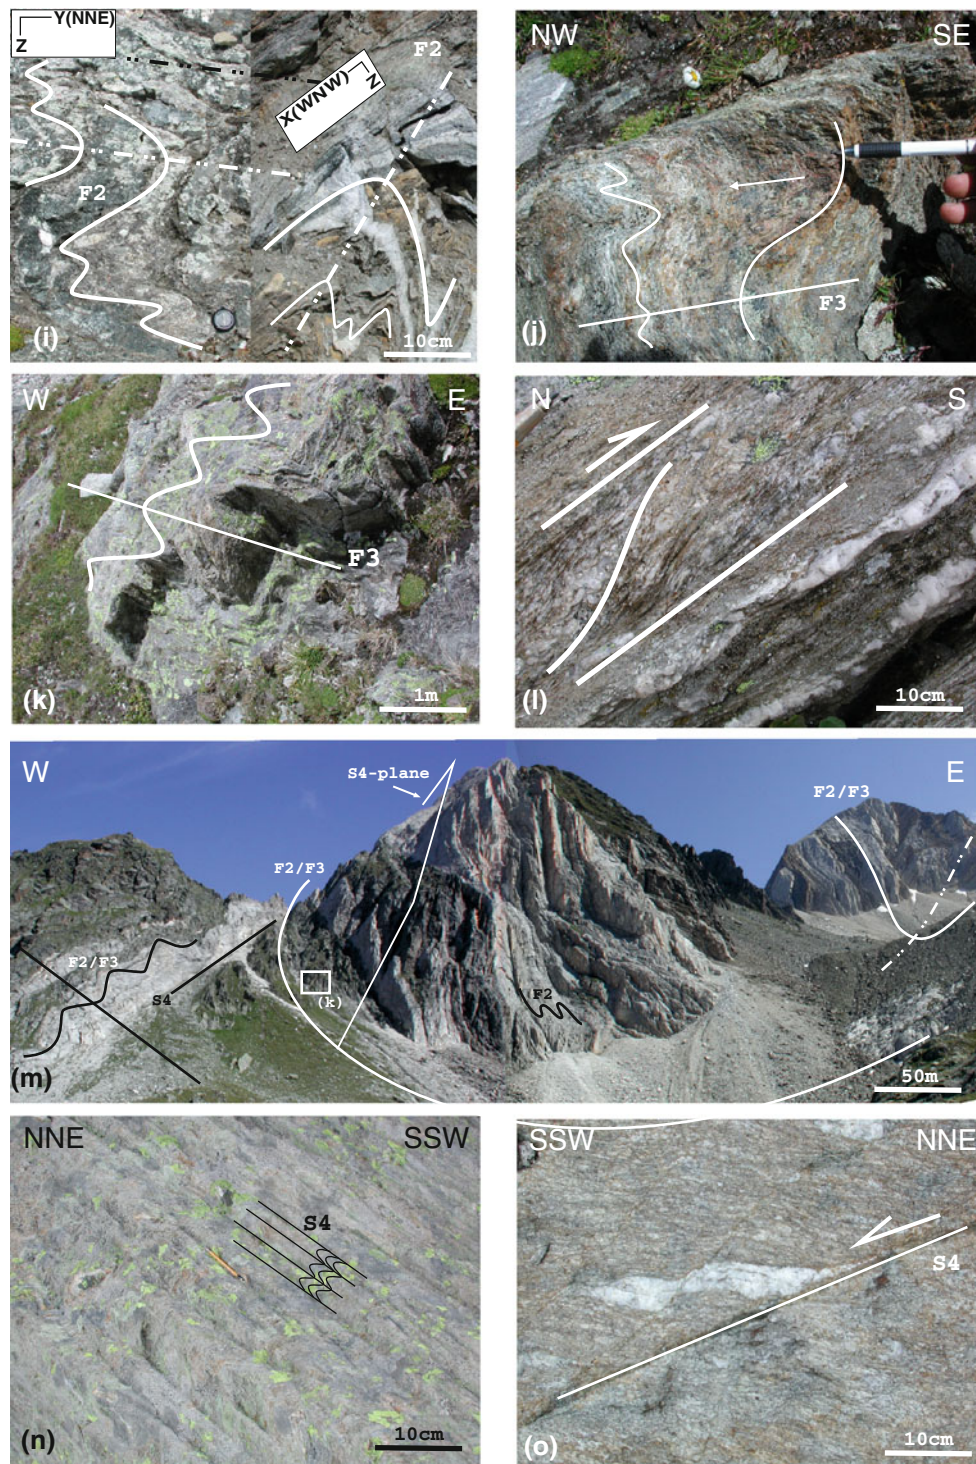 Y(NNE)
Z
F2
X(WNW)
Z
F2
(i)
10cm
NW
SE
F3
(j)
W
E
F3
(k)
1m
N
S
(l)
10cm
W
E
S4-plane
F2/F3
F2/F3
F2/F3
S4
(k)
F2
(m)
50m
NNE
SSW
S4
(n)
10cm
SSW
NNE
S4
(o)
10cm